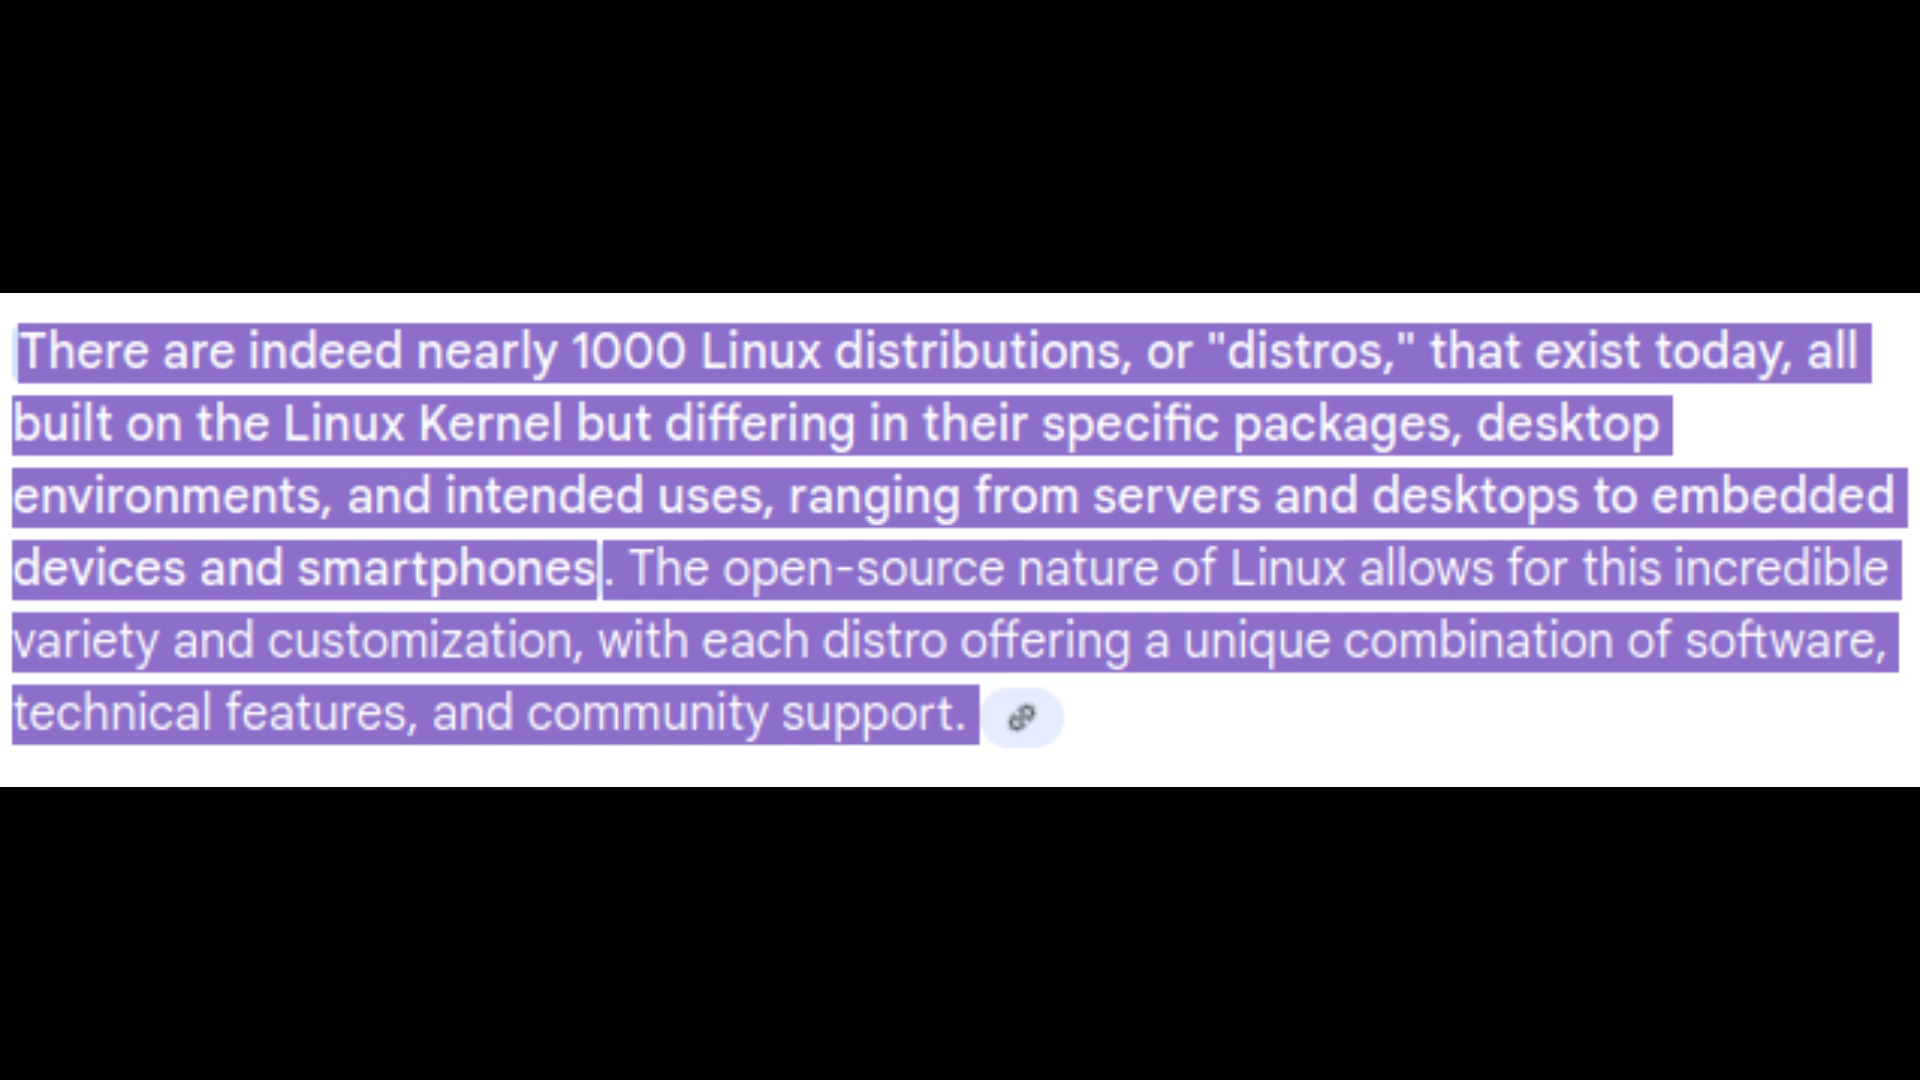 There are indeed nearly 1000 Linux distributions, or "distros," that exist today, all
built on the Linux Kernel but differing in their specific packages, desktop
environments, and intended uses, ranging from servers and desktops to embedded
devices and smartphones. The open-source nature of Linux allows for this incredible
variety and customization, with each distro offering a unique combination of software,
technical features, and community support.